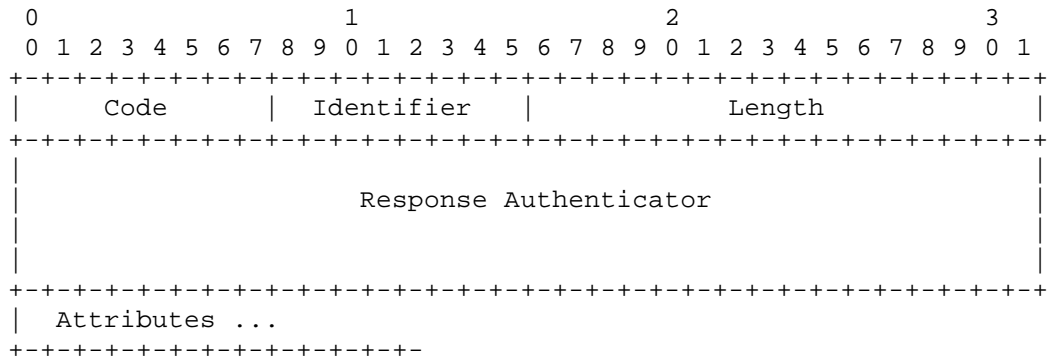 0                   1                   2                   3
 0 1 2 3 4 5 6 7 8 9 0 1 2 3 4 5 6 7 8 9 0 1 2 3 4 5 6 7 8 9 0 1
+-+-+-+-+-+-+-+-+-+-+-+-+-+-+-+-+-+-+-+-+-+-+-+-+-+-+-+-+-+-+-+-+
|     Code      |  Identifier   |            Length             |
+-+-+-+-+-+-+-+-+-+-+-+-+-+-+-+-+-+-+-+-+-+-+-+-+-+-+-+-+-+-+-+-+
|                                                               |
|                     Response Authenticator                    |
|                                                               |
|                                                               |
+-+-+-+-+-+-+-+-+-+-+-+-+-+-+-+-+-+-+-+-+-+-+-+-+-+-+-+-+-+-+-+-+
|  Attributes ...
+-+-+-+-+-+-+-+-+-+-+-+-+-